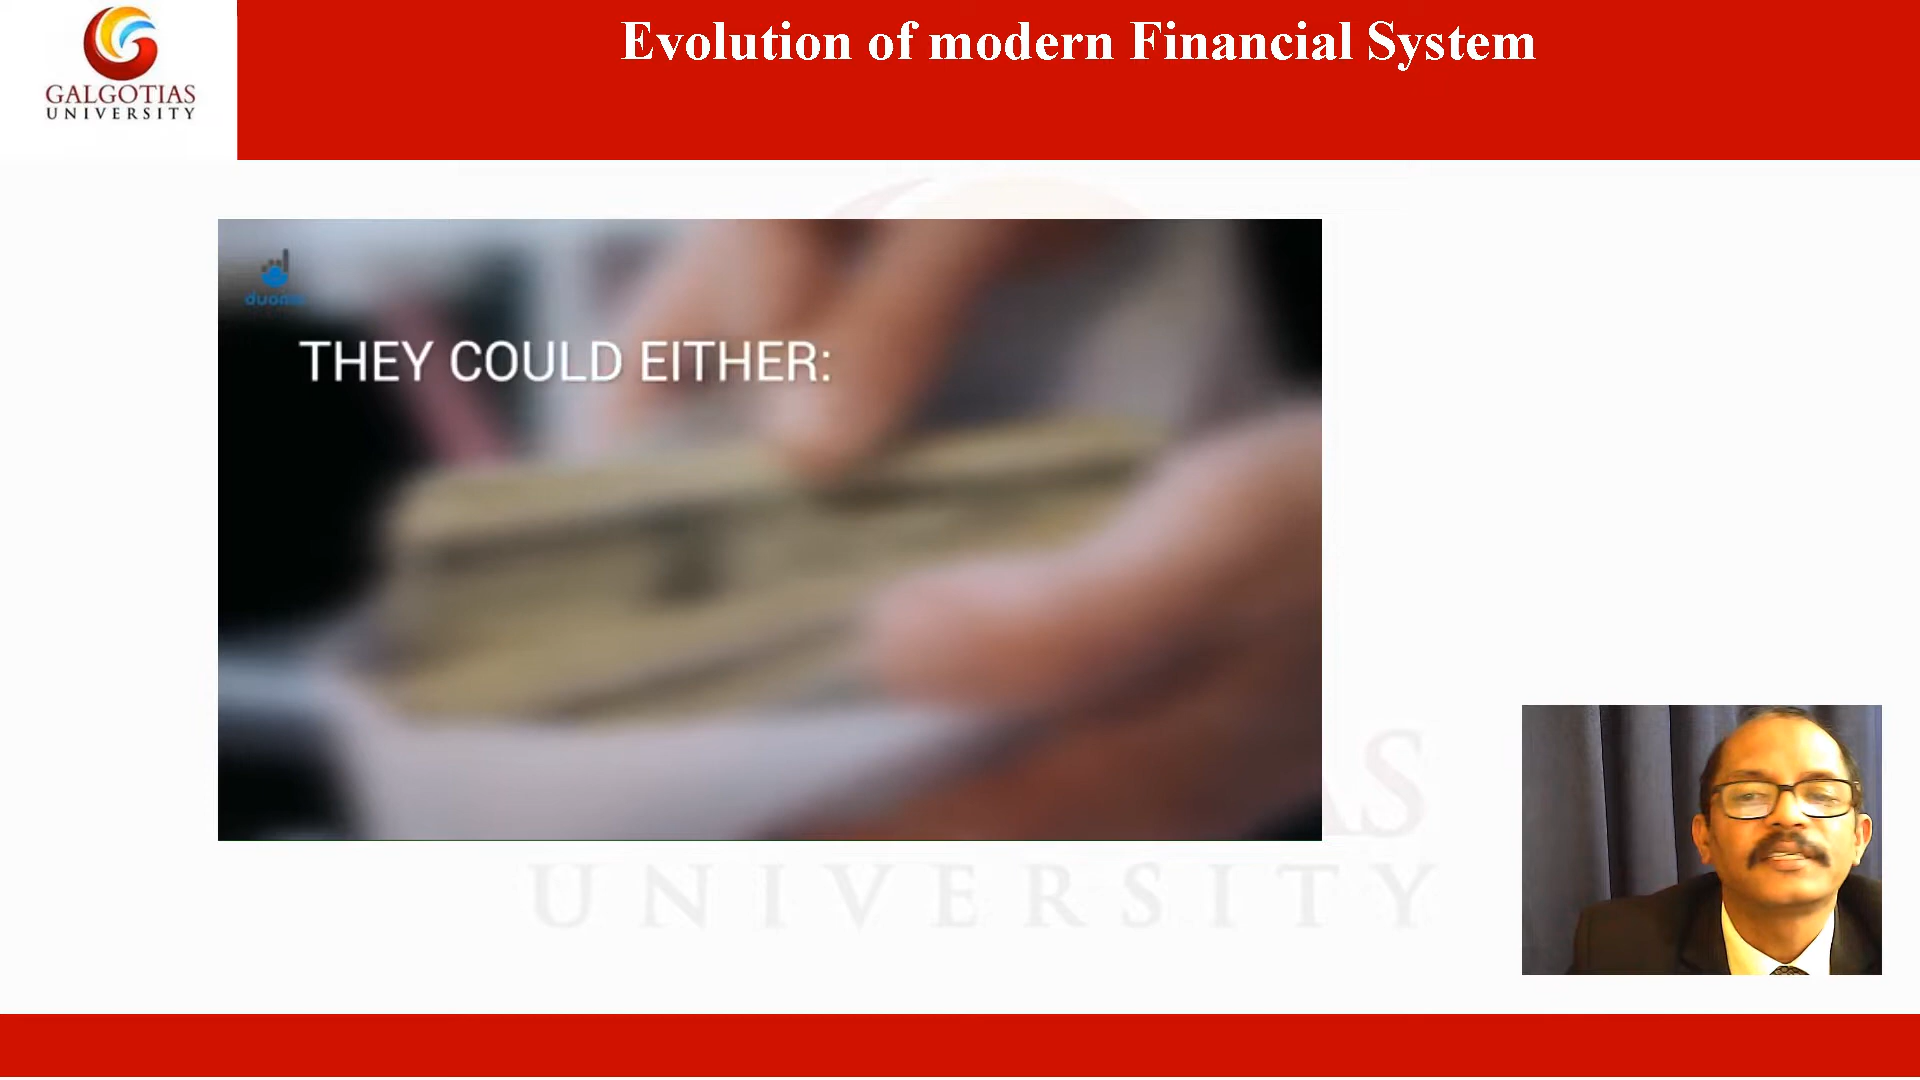 GALGOTIAS
UNIVERSITY
Evolution of modern Financial System
THEY COULD EITHER:
UNIVERSITY